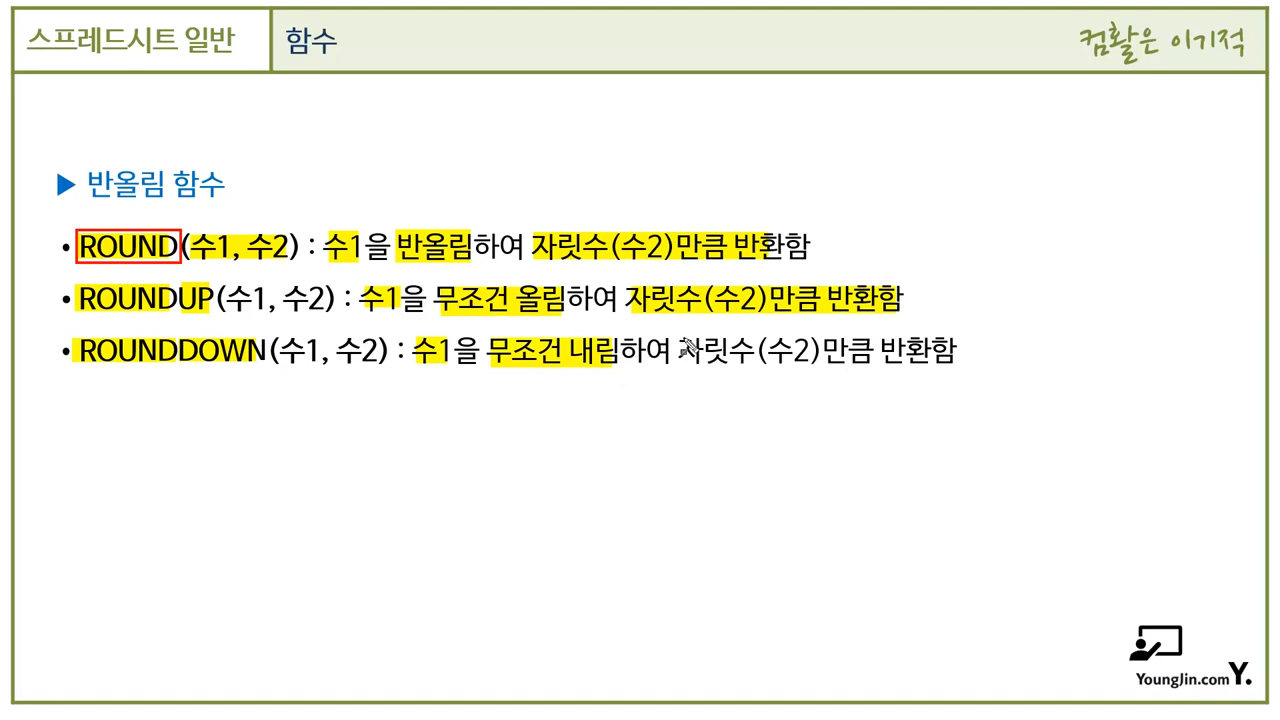 스프레드시트 일반
함수
컴활은 이기적
▶ 반올림 함수
• ROUND(수1, 수2) : 수1을 반올림하여 자릿수(수2)만큼 반환함
• ROUNDUP(수1, 수2) : 수1을 무조건 올림하여 자릿수(수2)만큼 반환함
• ROUNDDOWN(수1, 수2) : 수1을 무조건 내림하여 자릿수(수2)만큼 반환함
YoungJin.com Y.